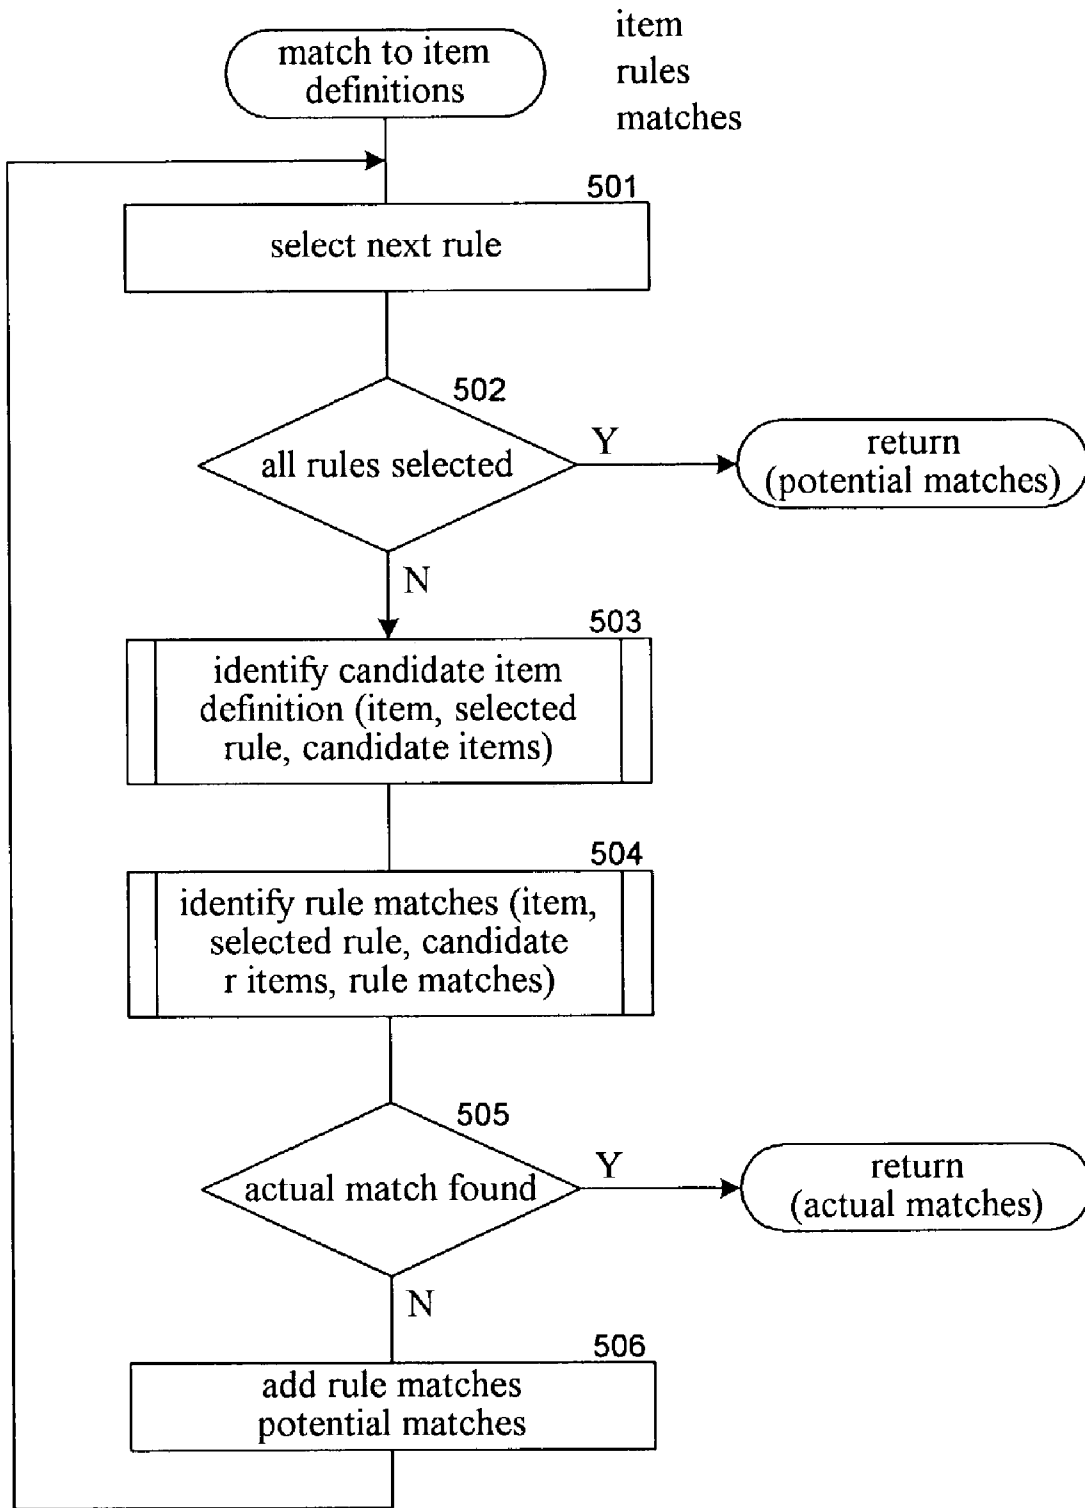 match to item
definitions
item
rules
matches
501
select next rule
502
all rules selected
Y
return
(potential matches)
N
503
identify candidate item
definition (item, selected
rule, candidate items)
504
identify rule matches (item,
selected rule, candidate
r items, rule matches)
505
actual match found
Y
return
(actual matches)
N
506
add rule matches
potential matches